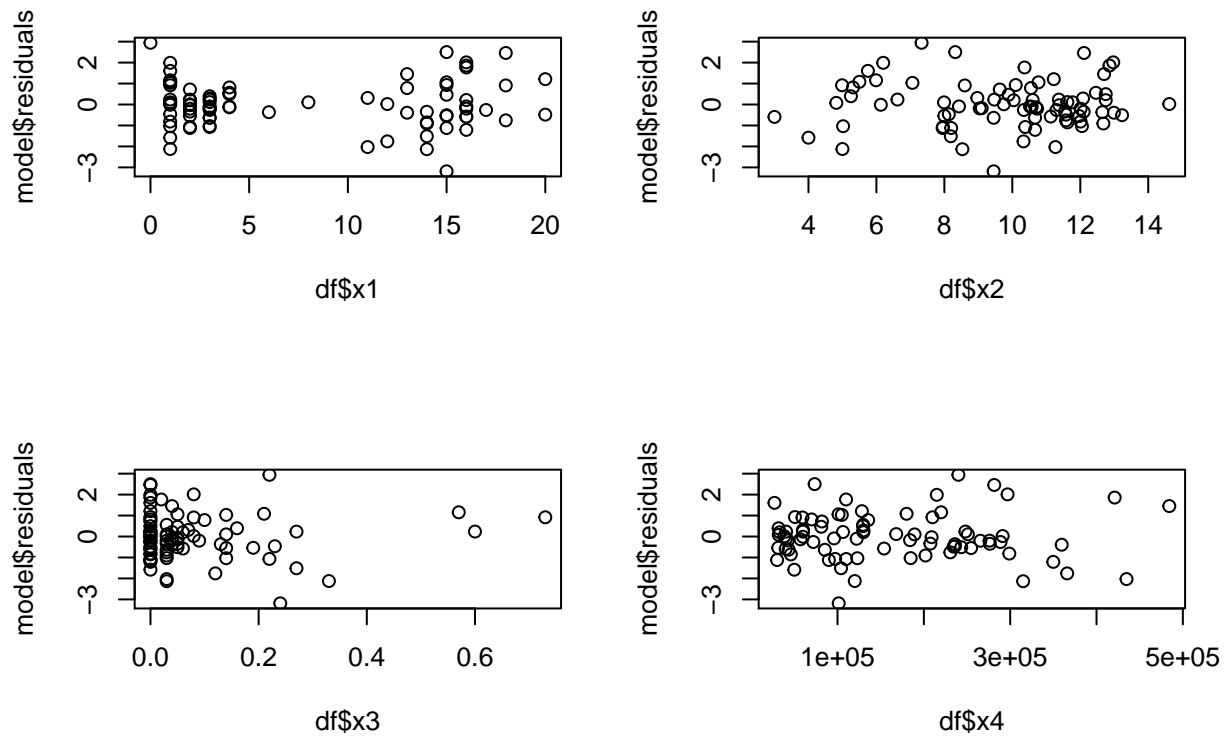 model$residuals
2
0
−3
0 5 10 15 20
df$x1
model$residuals
2
0
−3
4 6 8 10 12 14
df$x2
model$residuals
2
0
−3
0.0 0.2 0.4 0.6
df$x3
model$residuals
2
0
−3
1e+05 3e+05 5e+05
df$x4